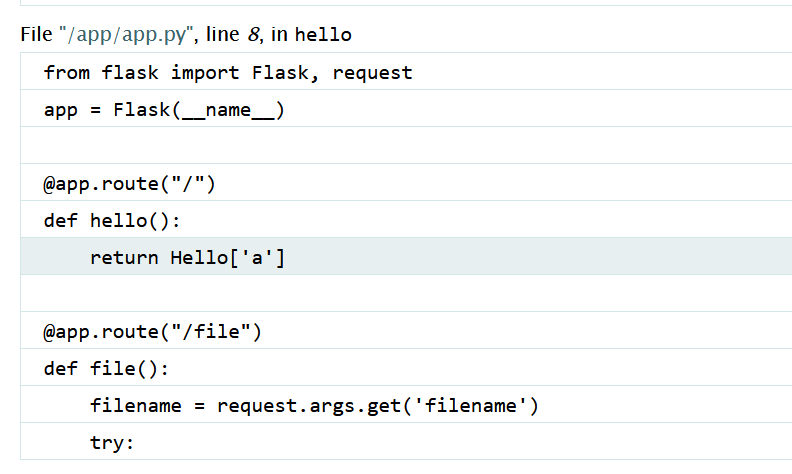 File "/app/app.py", line 8, in hello
from flask import Flask, request
app = Flask(__name__)
@app.route("/")
def hello():
    return Hello['a']
@app.route("/file")
def file():
    filename = request.args.get('filename')
    try: